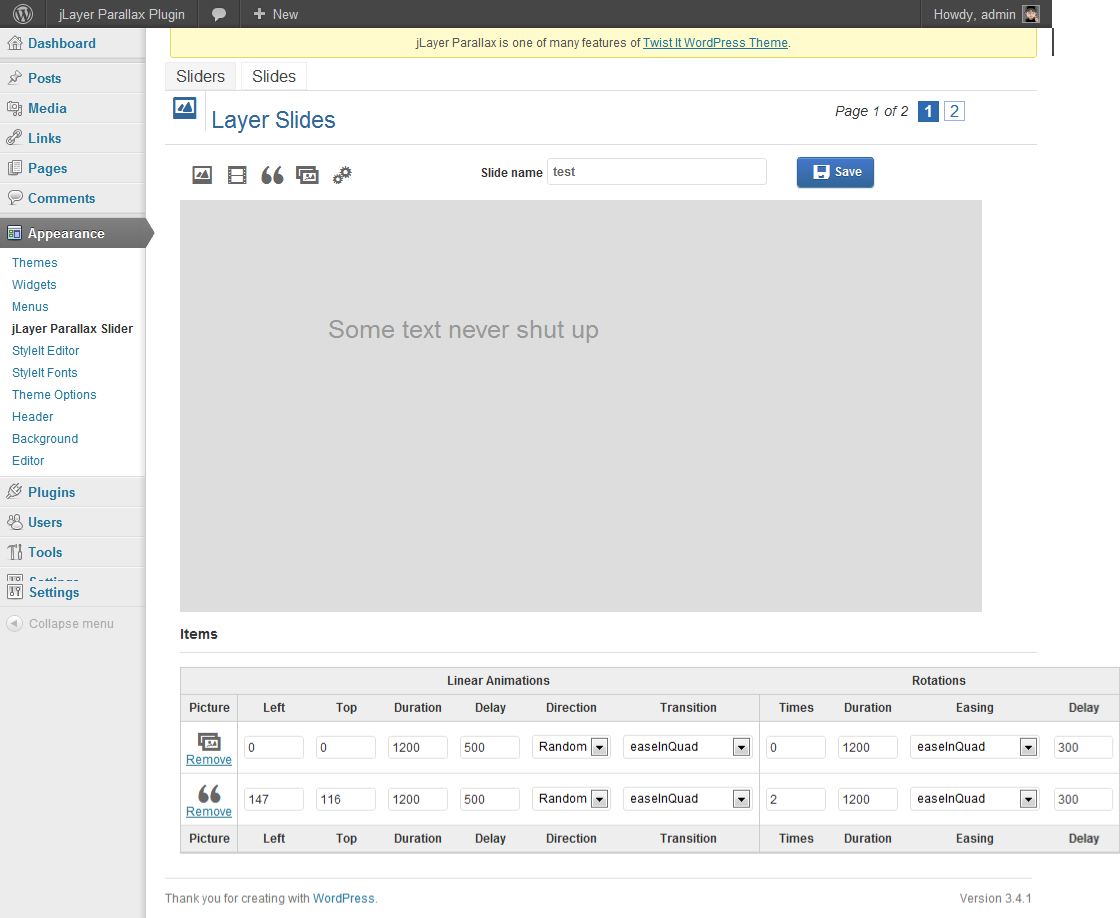 jLayer Parallax Plugin New Howdy, admin
jLayer Parallax is one of many features of Twist It WordPress Theme.
Dashboard
Posts
Media
Links
Pages
Comments
Appearance
Themes
Widgets
Menus
jLayer Parallax Slider
StyleIt Editor
StyleIt Fonts
Theme Options
Header
Background
Editor
Plugins
Users
Tools
Settings
Settings
Collapse menu
Sliders Slides
Layer Slides
Page 1 of 2 1 2
Slide name test Save
Some text never shut up
Items
Linear Animations Rotations
Picture Left Top Duration Delay Direction Transition Times Duration Easing Delay
0 0 1200 500 Random easeInQuad 0 1200 easeInQuad 300
Remove
147 116 1200 500 Random easeInQuad 2 1200 easeInQuad 300
Remove
Picture Left Top Duration Delay Direction Transition Times Duration Easing Delay
Thank you for creating with WordPress. Version 3.4.1